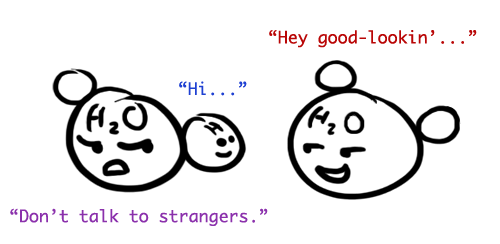 “Hey good-lookin’...”
“Hi...”
H₂O
H
H₂O
“Don’t talk to strangers.”